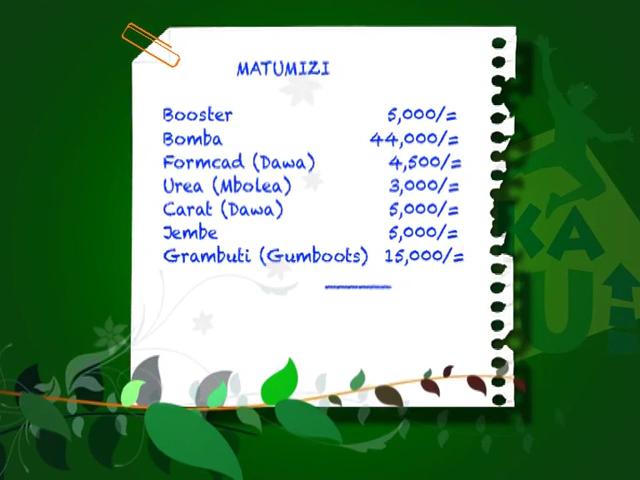 MATUMIZI
Booster 5,000/=
Bomba 44,000/=
Formcad (Dawa) 4,500/=
Urea (Mbolea) 3,000/=
Carat (Dawa) 5,000/=
Jembe 5,000/=
Grambuti (Gumboots) 15,000/=